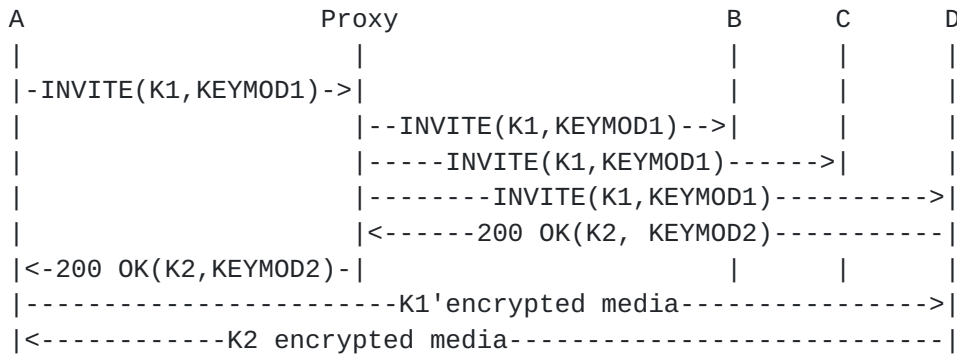 A                    Proxy                      B      C      D
|                      |                       |      |      |
|-INVITE(K1,KEYMOD1)->|                       |      |      |
|                      |--INVITE(K1,KEYMOD1)-->|      |      |
|                      |-----INVITE(K1,KEYMOD1)------>|      |
|                      |--------INVITE(K1,KEYMOD1)---------->|
|                      |<------200 OK(K2, KEYMOD2)-----------|
|<-200 OK(K2,KEYMOD2)-|                       |      |      |
|------------------------K1'encrypted media---------------->|
|<------------K2 encrypted media----------------------------|